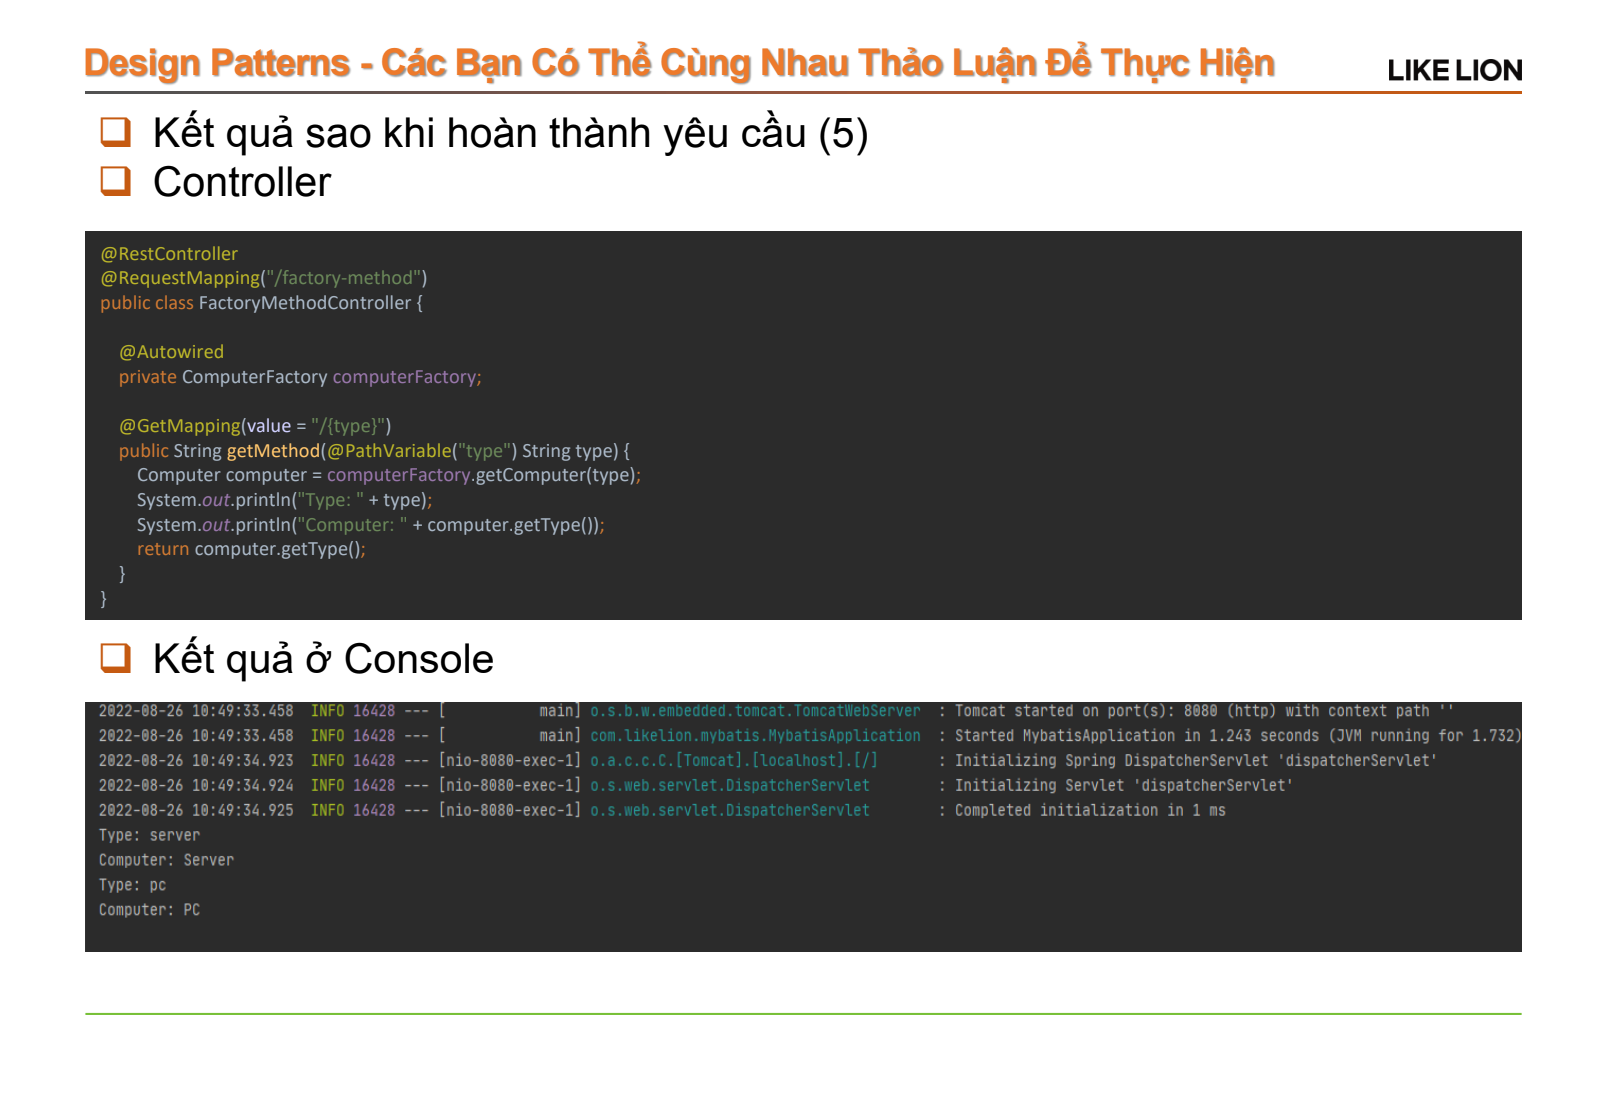 Design Patterns - Các Bạn Có Thể Cùng Nhau Thảo Luận Để Thực Hiện
LIKE LION
Kết quả sao khi hoàn thành yêu cầu (5)
Controller
@RestController
@RequestMapping("/factory-method")
public class FactoryMethodController {
@Autowired
private ComputerFactory computerFactory;
@GetMapping(value = "/{type}")
public String getMethod(@PathVariable("type") String type) {
Computer computer = computerFactory.getComputer(type);
System.out.println("Type: " + type);
System.out.println("Computer: " + computer.getType());
return computer.getType();
}
}
Kết quả ở Console
2022-08-26 10:49:33.458  INFO 16428 --- [           main] o.s.b.w.embedded.tomcat.TomcatWebServer  : Tomcat started on port(s): 8080 (http) with context path ''
2022-08-26 10:49:33.458  INFO 16428 --- [           main] com.likelion.mybatis.MybatisApplication  : Started MybatisApplication in 1.243 seconds (JVM running for 1.732)
2022-08-26 10:49:34.923  INFO 16428 --- [nio-8080-exec-1] o.a.c.c.C.[Tomcat].[localhost].[/]       : Initializing Spring DispatcherServlet 'dispatcherServlet'
2022-08-26 10:49:34.924  INFO 16428 --- [nio-8080-exec-1] o.s.web.servlet.DispatcherServlet        : Initializing Servlet 'dispatcherServlet'
2022-08-26 10:49:34.925  INFO 16428 --- [nio-8080-exec-1] o.s.web.servlet.DispatcherServlet        : Completed initialization in 1 ms
Type: server
Computer: Server
Type: pc
Computer: PC